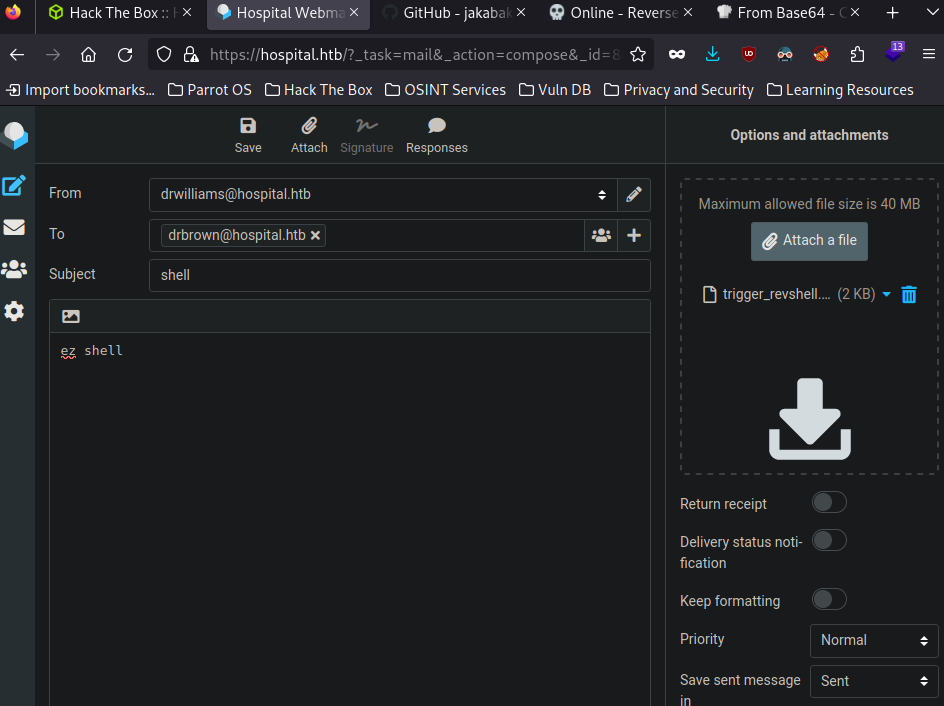 Hack The Box :: H
Hospital Webma
GitHub - jakabak
Online - Reverse
From Base64 - C
https://hospital.htb/?_task=mail&_action=compose&_id=8
UD
13
Import bookmarks...
Parrot OS
Hack The Box
OSINT Services
Vuln DB
Privacy and Security
Learning Resources
Save
Attach
Signature
Responses
Options and attachments
From
drwilliams@hospital.htb
To
drbrown@hospital.htb
Subject
shell
ez shell
Maximum allowed file size is 40 MB
Attach a file
trigger_revshell.... (2 KB)
Return receipt
Delivery status noti-
fication
Keep formatting
Priority
Normal
Save sent message
in
Sent